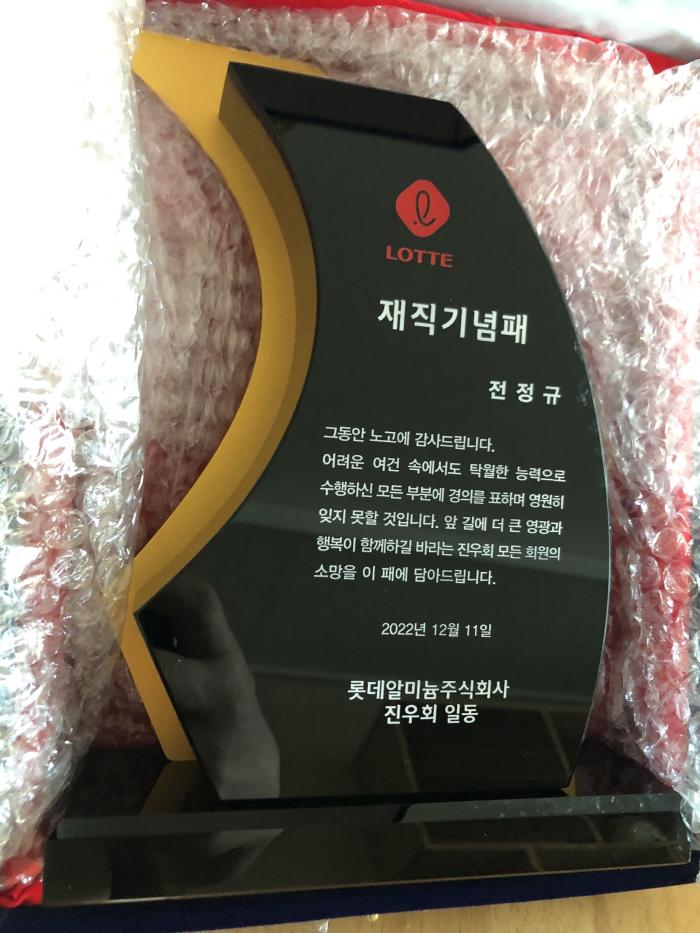 LOTTE
재직기념패
전 정 규
그동안 노고에 감사드립니다.
어려운 여건 속에서도 탁월한 능력으로
수행하신 모든 부분에 경의를 표하며 영원히
잊지 못할 것입니다. 앞 길에 더 큰 영광과
행복이 함께하길 바라는 진우회 모든 회원의
소망을 이 패에 담아드립니다.
2022년 12월 11일
롯데알미늄주식회사
진우회 일동